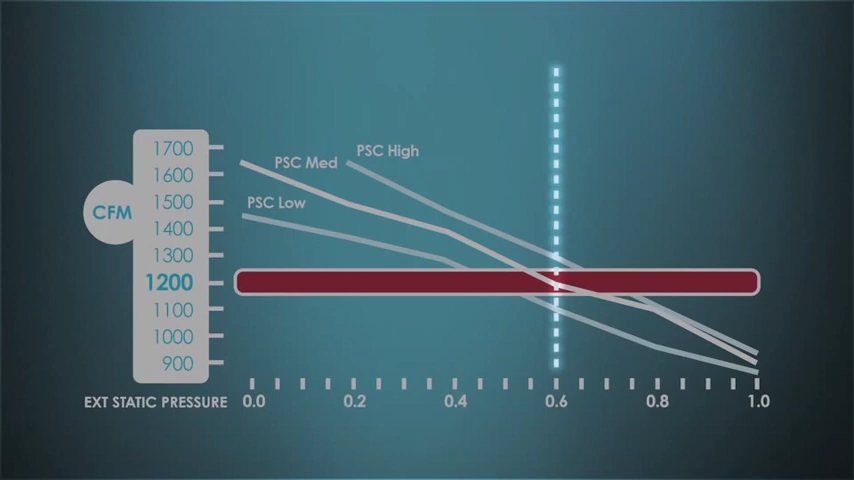 PSC High
1700
PSC Med
1600
1500
PSC Low
CFM
1400
1300
1200
1100
1000
900
EXT STATIC PRESSURE
0.0 0.2 0.4 0.6 0.8 1.0